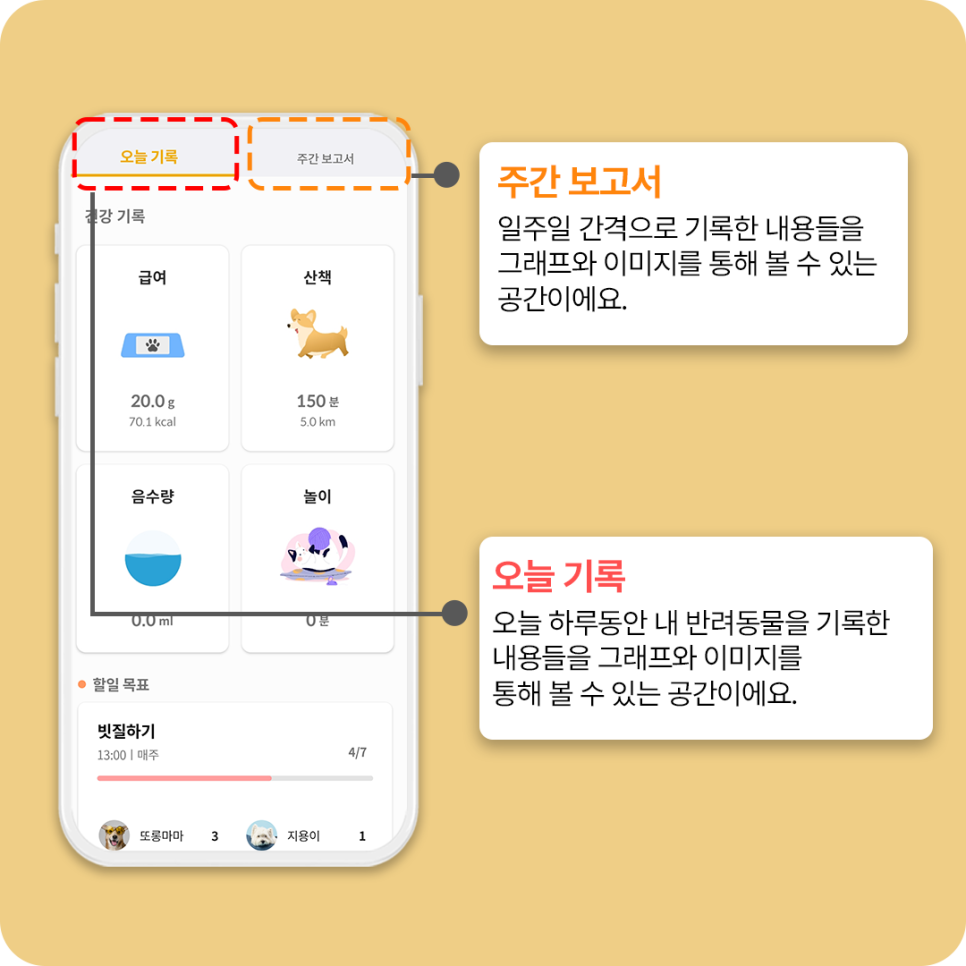 오늘 기록
주간 보고서
건강 기록
급여
20.0 g
70.1 kcal
산책
150 분
5.0 km
음수량
0.0 ml
놀이
0 분
할일 목표
빗질하기
13:00 | 매주
4/7
또롱마마 3
지용이 1
주간 보고서
일주일 간격으로 기록한 내용들을
그래프와 이미지를 통해 볼 수 있는
공간이에요.
오늘 기록
오늘 하루동안 내 반려동물을 기록한
내용들을 그래프와 이미지를
통해 볼 수 있는 공간이에요.